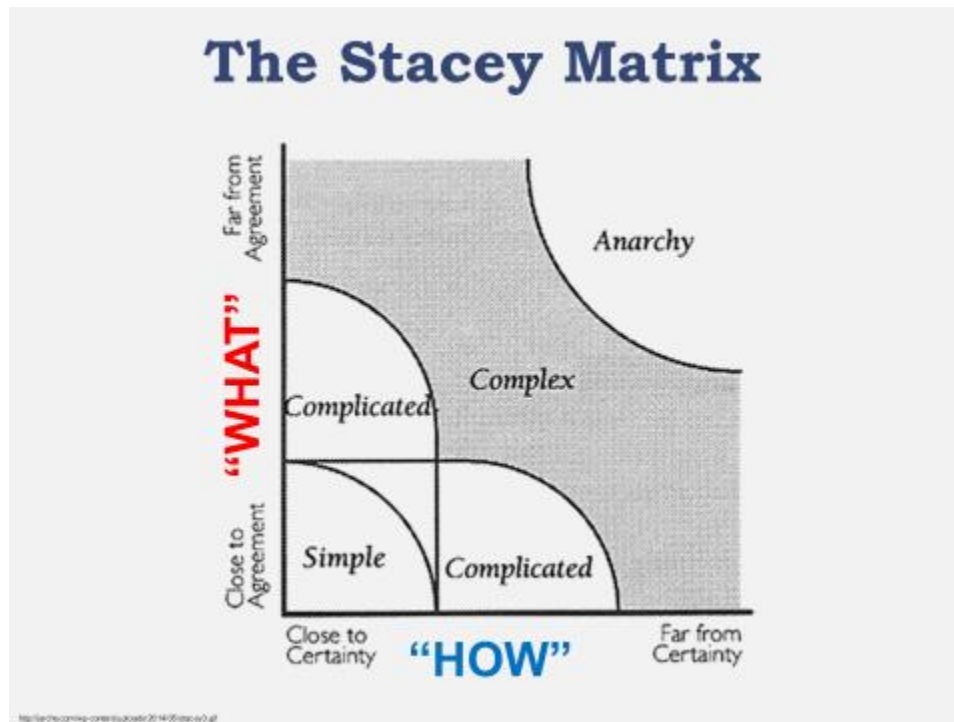 The Stacey Matrix
Far from
Agreement
Anarchy
"WHAT"
Complex
Complicated
Close to
Agreement
Simple
Complicated
Close to
Certainty
"HOW"
Far from
Certainty